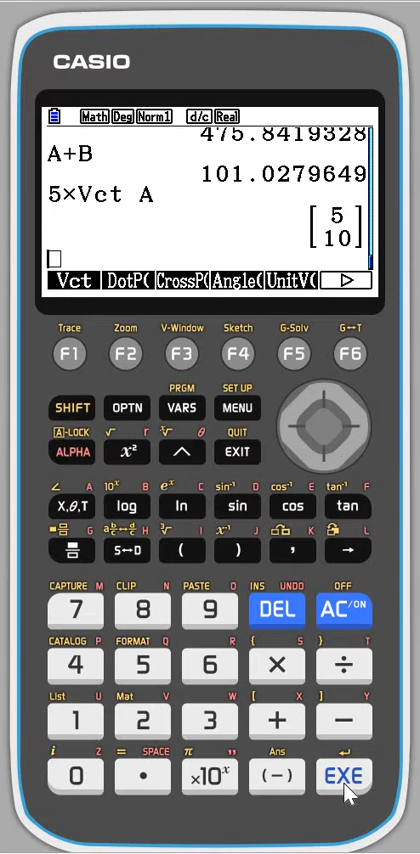 CASIO
Math Deg Norm1 d/c Real
475.8419328
A+B
101.0279649
5×Vct A
[5
10]
Vct DotP( CrossP( Angle( UnitV( ▷
Trace Zoom V-Window Sketch G-Solv G↔T
F1 F2 F3 F4 F5 F6
PRGM SET UP
SHIFT OPTN VARS MENU
A-LOCK √ r ˣ√ θ QUIT
ALPHA x² ^ EXIT
∠ A 10ˣ B eˣ C sin⁻¹ D cos⁻¹ E tan⁻¹ F
X,θ,T log ln sin cos tan
G a b/c↔d/c H ³√ I x⁻¹ J K L
S↔D ( ) , →
CAPTURE M CLIP N PASTE O INS UNDO OFF
7 8 9 DEL AC/ON
CATALOG P FORMAT Q R { S } T
4 5 6 × ÷
List U Mat V W [ X ] Y
1 2 3 + −
i Z = SPACE π " Ans ↵
0 • ×10ˣ (−) EXE